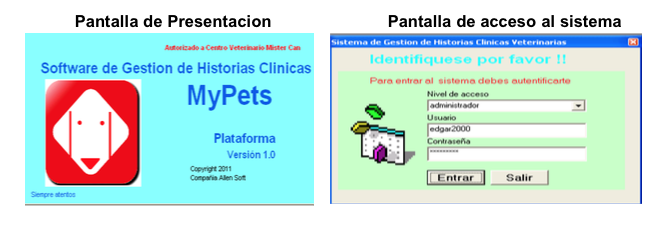 Pantalla de Presentacion
Autorizado a Centro Veterinario Mister Can
Software de Gestion de Historias Clinicas
MyPets
Plataforma
Versión 1.0
Copyright 2011
Compañia Allen Soft
Siempre atentos
Pantalla de acceso al sistema
Sistema de Gestion de Historias Clinicas Veterinarias
Identifiquese por favor !!
Para entrar al sistema debes autentificarte
Nivel de acceso
administrador
Usuario
edgar2000
Contraseña
Entrar
Salir